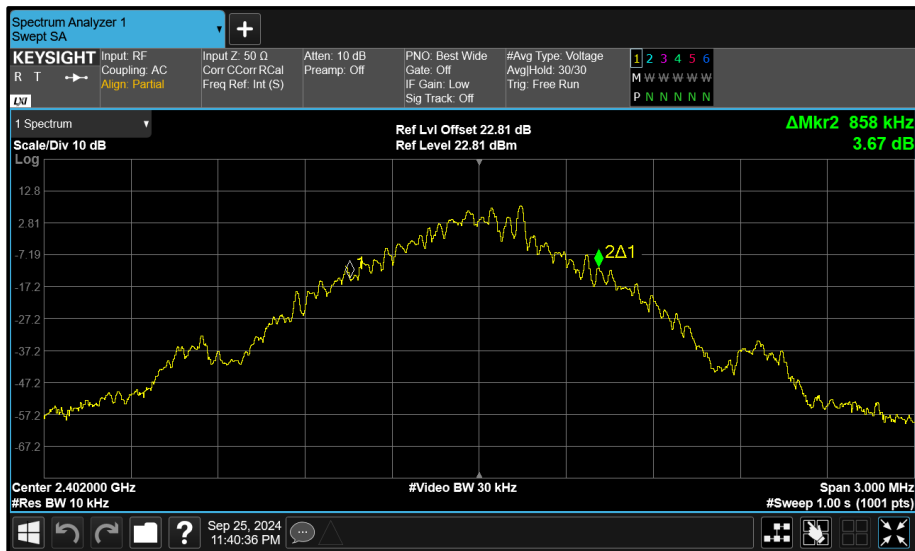 Spectrum Analyzer 1
Swept SA
+
KEYSIGHT
R T
LXI
Input: RF
Coupling: AC
Align: Partial
Input Z: 50 Ω
Corr CCorr RCal
Freq Ref: Int (S)
Atten: 10 dB
Preamp: Off
PNO: Best Wide
Gate: Off
IF Gain: Low
Sig Track: Off
#Avg Type: Voltage
Avg|Hold: 30/30
Trig: Free Run
1 2 3 4 5 6
M W W W W W
P N N N N N
1 Spectrum
Scale/Div 10 dB
Log
Ref Lvl Offset 22.81 dB
Ref Level 22.81 dBm
ΔMkr2 858 kHz
3.67 dB
12.8
2.81
-7.19
-17.2
-27.2
-37.2
-47.2
-57.2
-67.2
1
2Δ1
Center 2.402000 GHz
#Res BW 10 kHz
#Video BW 30 kHz
Span 3.000 MHz
#Sweep 1.00 s (1001 pts)
?
Sep 25, 2024
11:40:36 PM